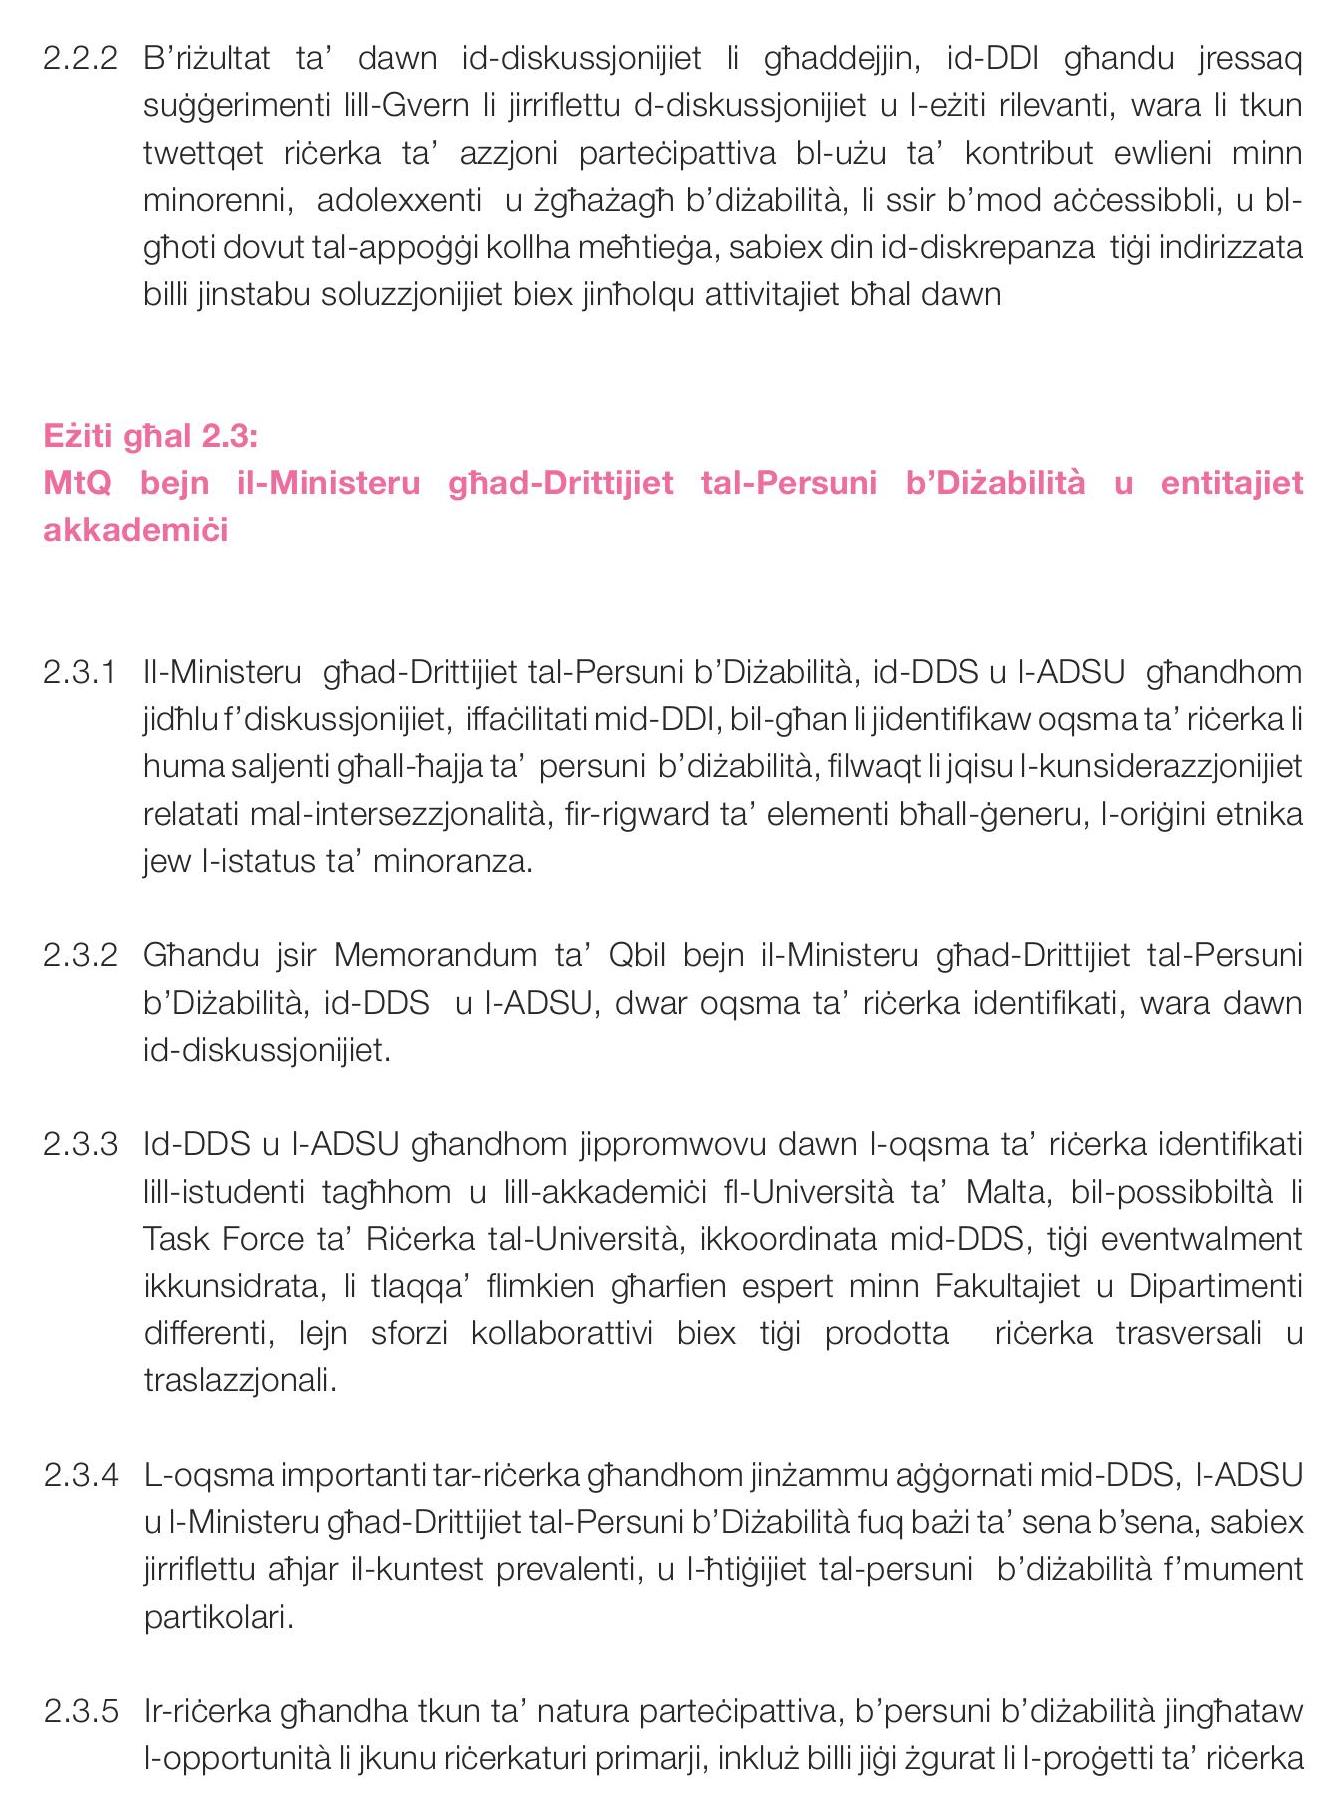 2.2.2 B’riżultat ta’ dawn id-diskussjonijiet li għaddejjin, id-DDI għandu jressaq
suġġerimenti lill-Gvern li jirriflettu d-diskussjonijiet u l-eżiti rilevanti, wara li tkun
twettqet riċerka ta’ azzjoni parteċipattiva bl-użu ta’ kontribut ewlieni minn
minorenni, adolexxenti u żgħażagħ b’diżabilità, li ssir b’mod aċċessibbli, u bl-
għoti dovut tal-appoġġi kollha meħtieġa, sabiex din id-diskrepanza tiġi indirizzata
billi jinstabu soluzzjonijiet biex jinħolqu attivitajiet bħal dawn
Eżiti għal 2.3:
MtQ bejn il-Ministeru għad-Drittijiet tal-Persuni b’Diżabilità u entitajiet
akkademiċi
2.3.1 Il-Ministeru għad-Drittijiet tal-Persuni b’Diżabilità, id-DDS u l-ADSU għandhom
jidħlu f’diskussjonijiet, iffaċilitati mid-DDI, bil-għan li jidentifikaw oqsma ta’ riċerka li
huma saljenti għall-ħajja ta’ persuni b’diżabilità, filwaqt li jqisu l-kunsiderazzjonijiet
relatati mal-intersezzjonalità, fir-rigward ta’ elementi bħall-ġeneru, l-oriġini etnika
jew l-istatus ta’ minoranza.
2.3.2 Għandu jsir Memorandum ta’ Qbil bejn il-Ministeru għad-Drittijiet tal-Persuni
b’Diżabilità, id-DDS u l-ADSU, dwar oqsma ta’ riċerka identifikati, wara dawn
id-diskussjonijiet.
2.3.3 Id-DDS u l-ADSU għandhom jippromwovu dawn l-oqsma ta’ riċerka identifikati
lill-istudenti tagħhom u lill-akkademiċi fl-Università ta’ Malta, bil-possibbiltà li
Task Force ta’ Riċerka tal-Università, ikkoordinata mid-DDS, tiġi eventwalment
ikkunsidrata, li tlaqqa’ flimkien għarfien espert minn Fakultajiet u Dipartimenti
differenti, lejn sforzi kollaborattivi biex tiġi prodotta riċerka trasversali u
traslazzjonali.
2.3.4 L-oqsma importanti tar-riċerka għandhom jinżammu aġġornati mid-DDS, l-ADSU
u l-Ministeru għad-Drittijiet tal-Persuni b’Diżabilità fuq bażi ta’ sena b’sena, sabiex
jirriflettu aħjar il-kuntest prevalenti, u l-ħtiġijiet tal-persuni b’diżabilità f’mument
partikolari.
2.3.5 Ir-riċerka għandha tkun ta’ natura parteċipattiva, b’persuni b’diżabilità jingħataw
l-opportunità li jkunu riċerkaturi primarji, inkluż billi jiġi żgurat li l-proġetti ta’ riċerka